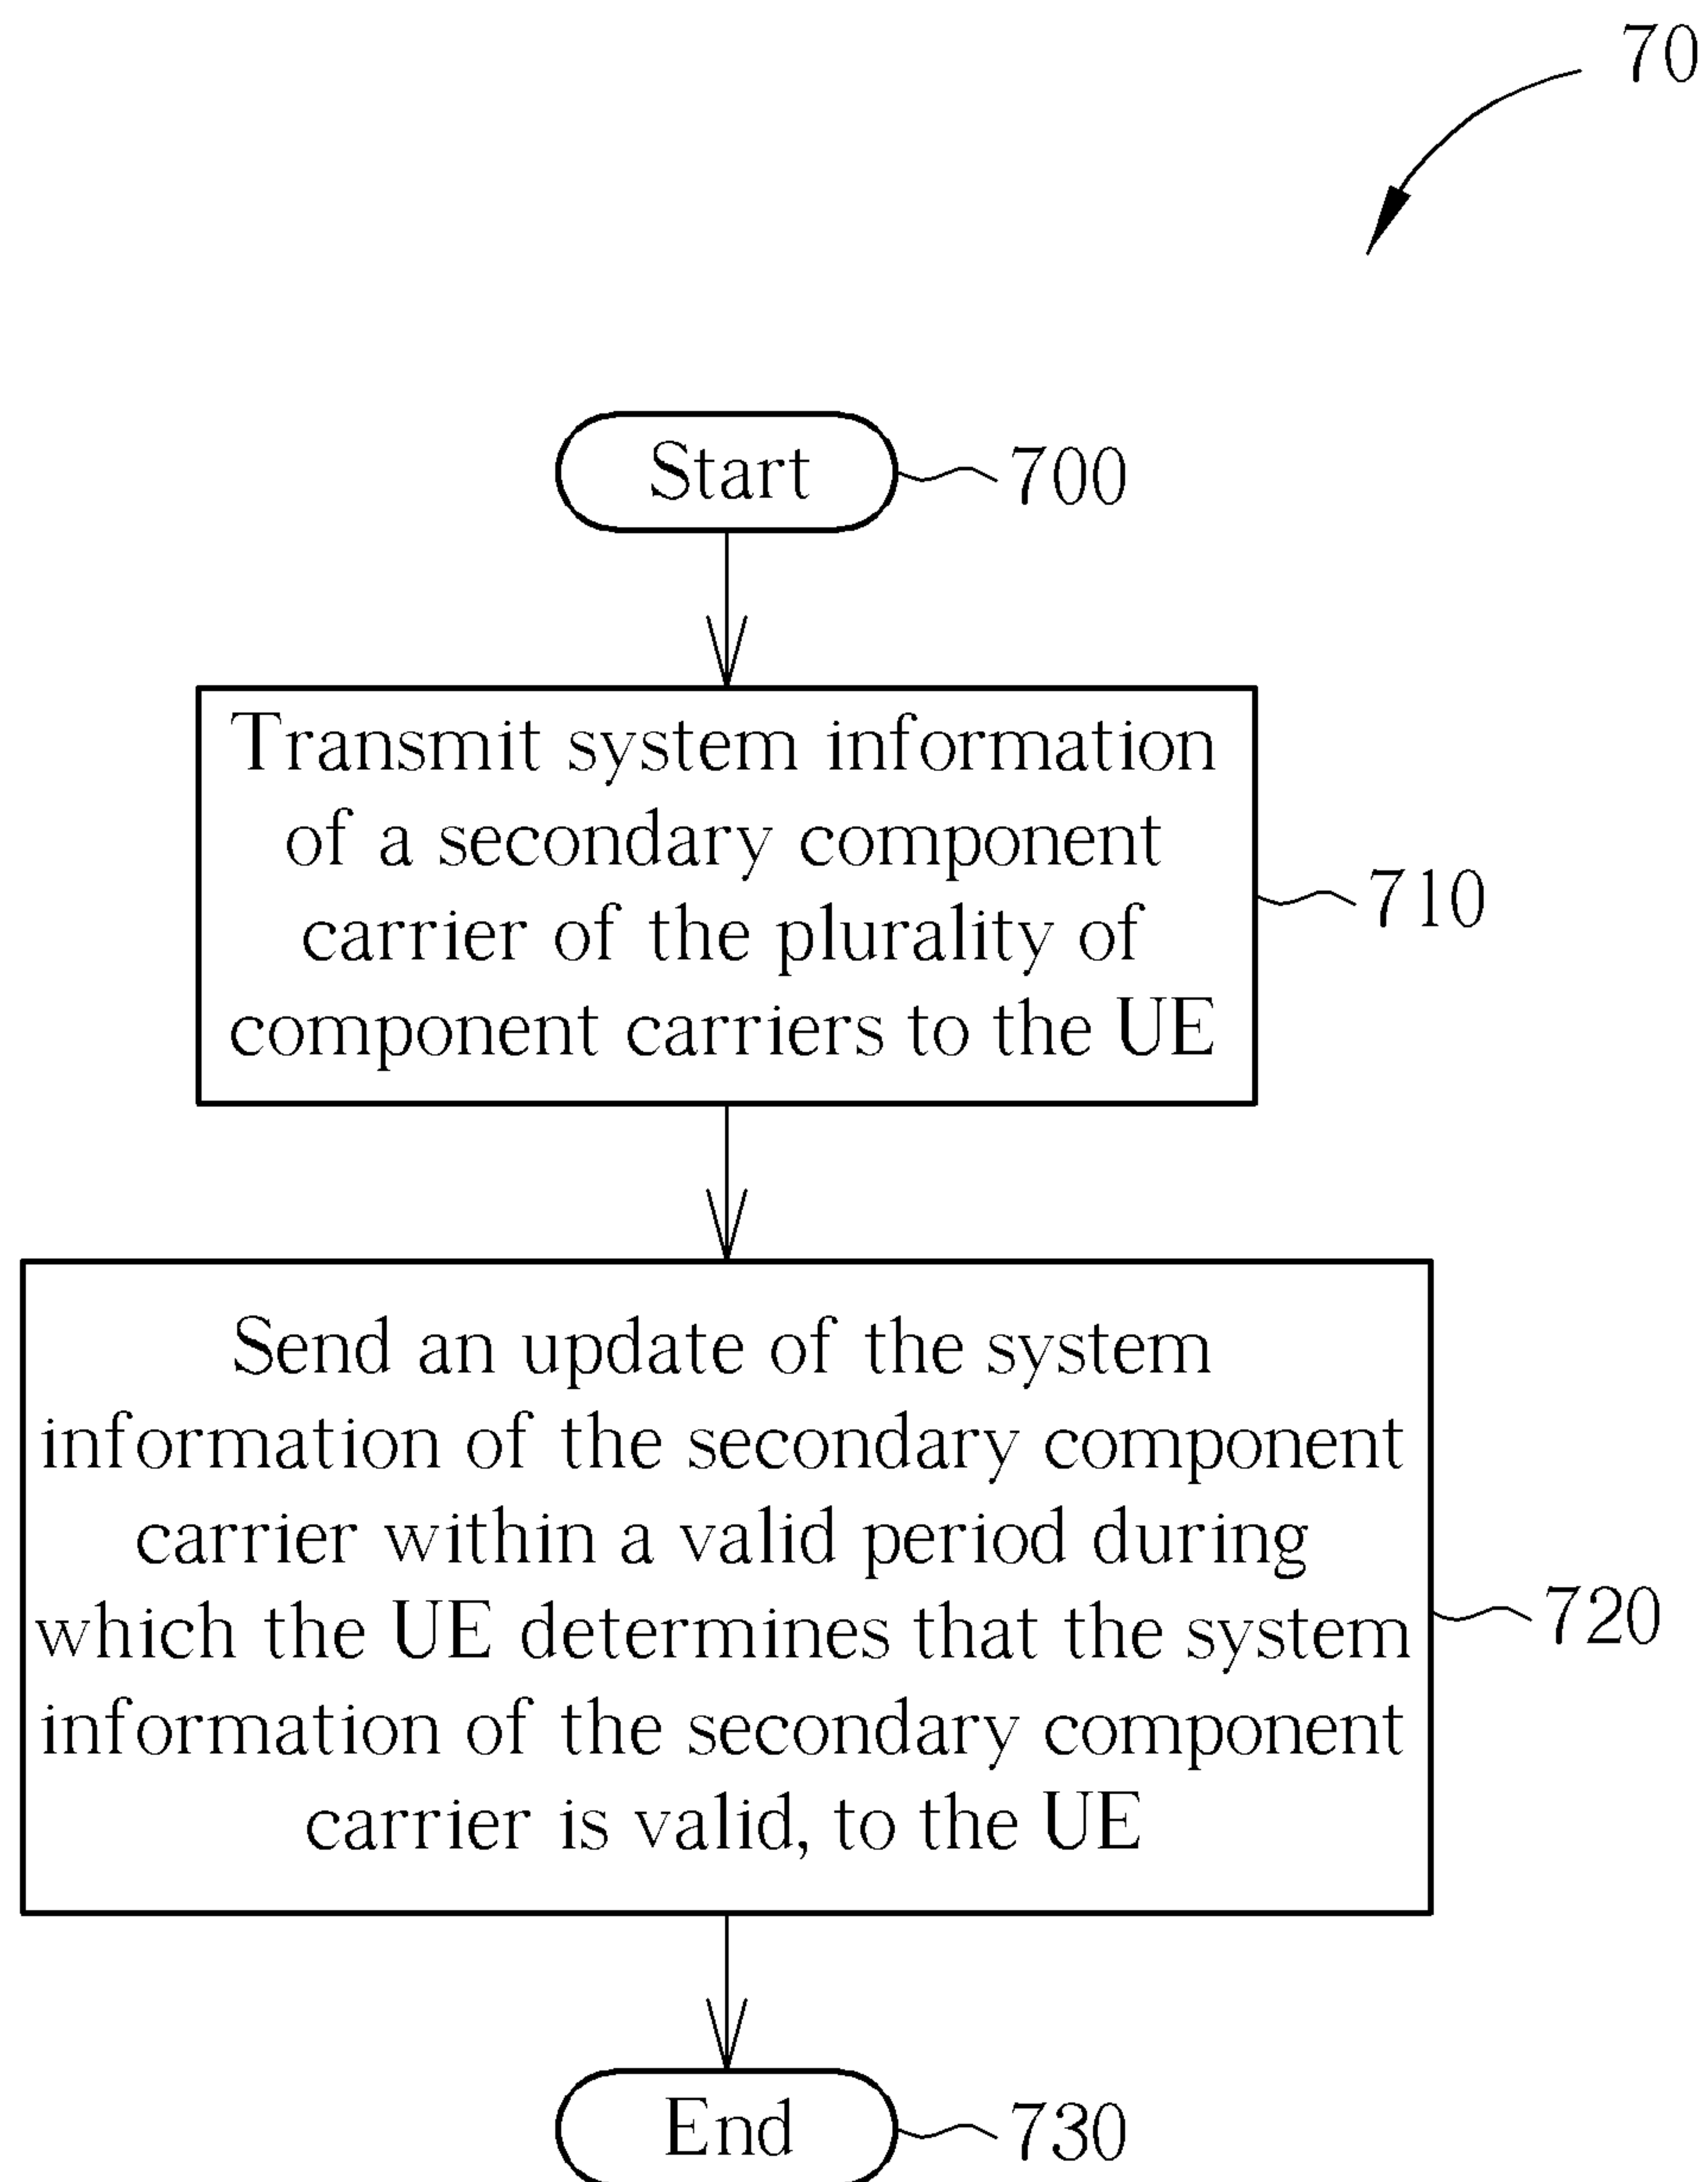 70
Start
700
Transmit system information
of a secondary component
carrier of the plurality of
component carriers to the UE
710
Send an update of the system
information of the secondary component
carrier within a valid period during
which the UE determines that the system
information of the secondary component
carrier is valid, to the UE
720
End
730